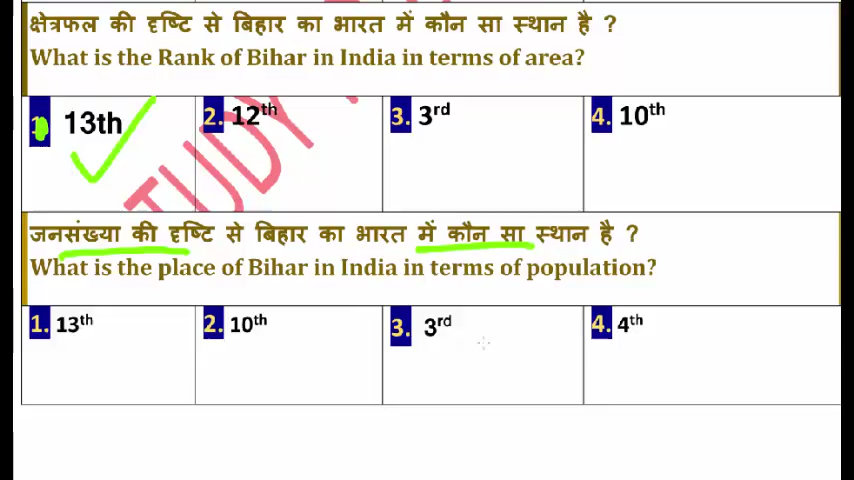 क्षेत्रफल की दृष्टि से बिहार का भारत में कौन सा स्थान है ?
What is the Rank of Bihar in India in terms of area?
1. 13th 2. 12th 3. 3rd 4. 10th
जनसंख्या की दृष्टि से बिहार का भारत में कौन सा स्थान है ?
What is the place of Bihar in India in terms of population?
1. 13th 2. 10th 3. 3rd 4. 4th